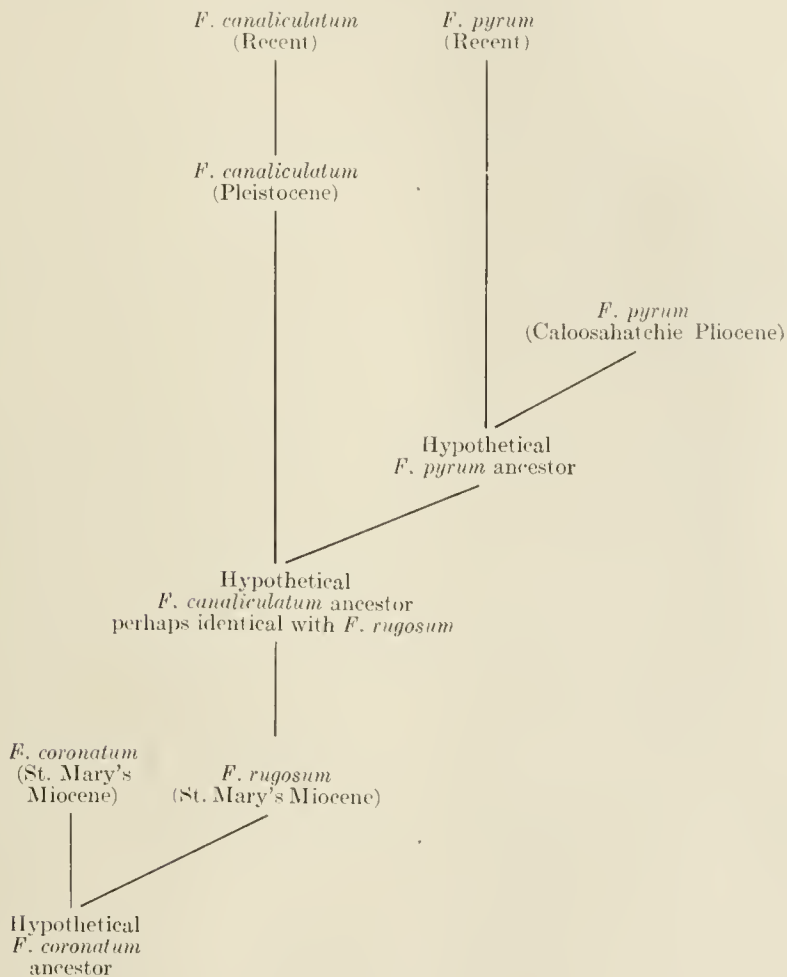 F. canaliculatum
(Recent)
F. pyrum
(Recent)
F. canaliculatum
(Pleistocene)
F. pyrum
(Caloosahatchie Pliocene)
Hypothetical
F. pyrum ancestor
Hypothetical
F. canaliculatum ancestor
perhaps identical with F. rugosum
F. coronatum
(St. Mary's
Miocene)
F. rugosum
(St. Mary's Miocene)
Hypothetical
F. coronatum
ancestor